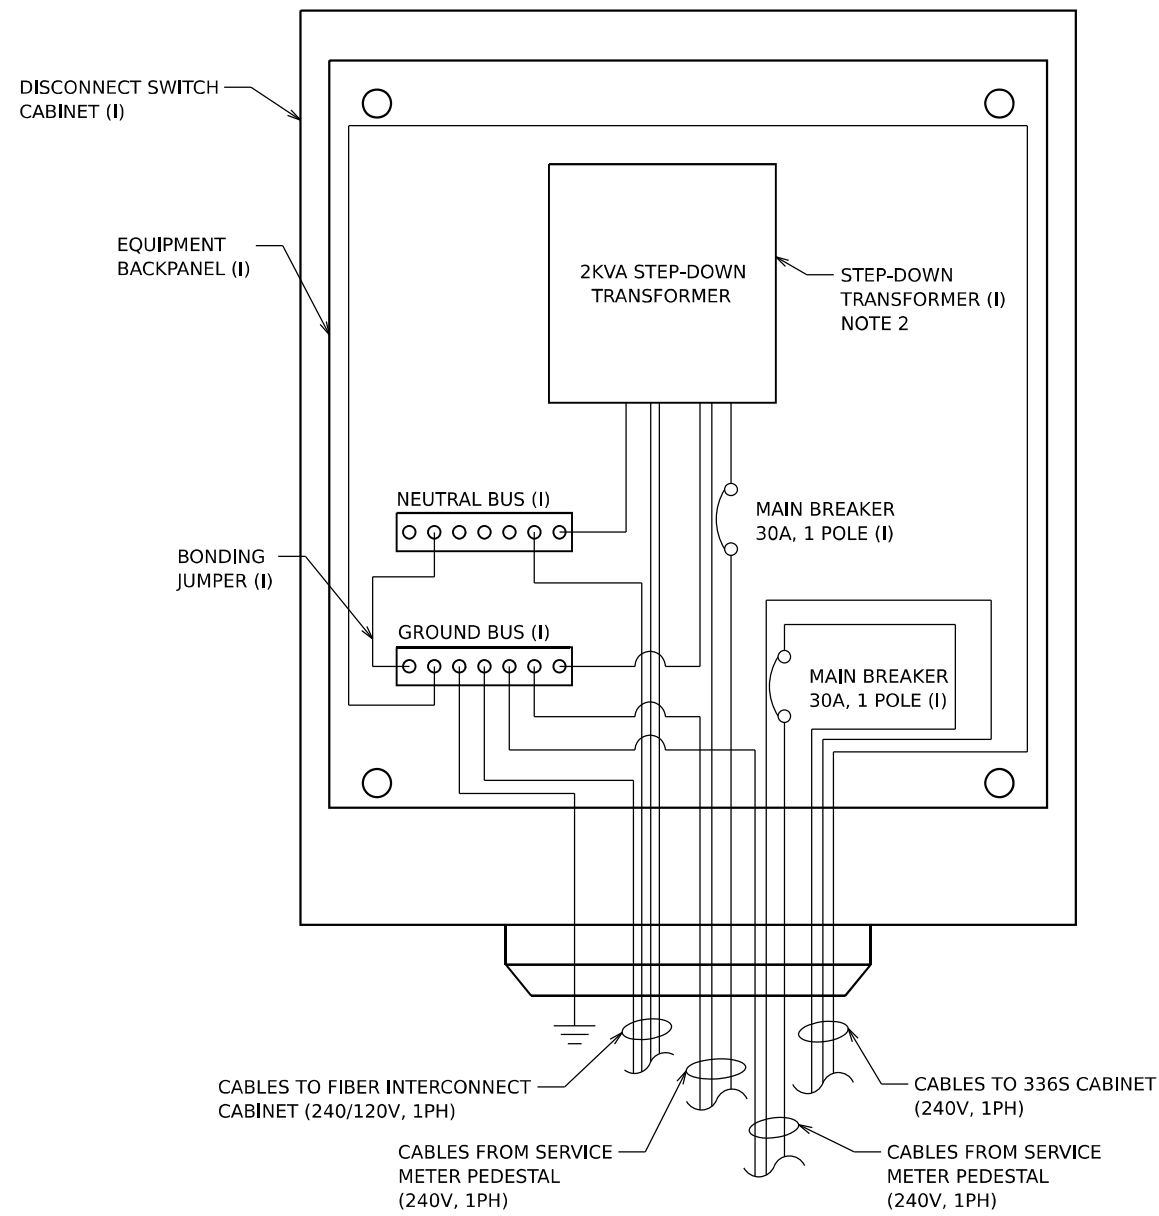 DISCONNECT SWITCH
CABINET (I)
EQUIPMENT
BACKPANEL (I)
2KVA STEP-DOWN
TRANSFORMER
STEP-DOWN
TRANSFORMER (I)
NOTE 2
NEUTRAL BUS (I)
MAIN BREAKER
30A, 1 POLE (I)
BONDING
JUMPER (I)
GROUND BUS (I)
MAIN BREAKER
30A, 1 POLE (I)
CABLES TO FIBER INTERCONNECT
CABINET (240/120V, 1PH)
CABLES TO 336S CABINET
(240V, 1PH)
CABLES FROM SERVICE
METER PEDESTAL
(240V, 1PH)
CABLES FROM SERVICE
METER PEDESTAL
(240V, 1PH)